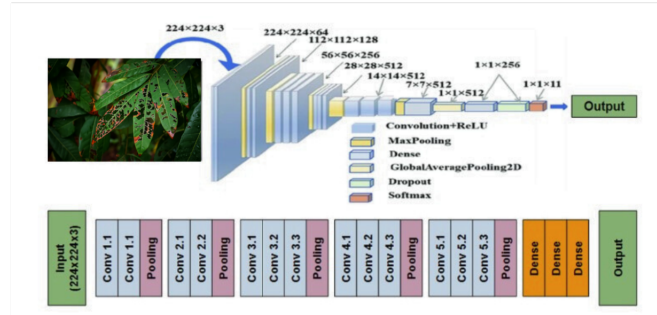 224×224×3
224×224×64
112×112×128
56×56×256
28×28×512
14×14×512
7×7×512
1×1×512
1×1×256
1×1×11
Output
Convolution+ReLU
MaxPooling
Dense
GlobalAveragePooling2D
Dropout
Softmax
Input
(224x224x3)
Conv 1.1
Conv 1.1
Pooling
Conv 2.1
Conv 2.2
Pooling
Conv 3.1
Conv 3.2
Conv 3.3
Pooling
Conv 4.1
Conv 4.2
Conv 4.3
Pooling
Conv 5.1
Conv 5.2
Conv 5.3
Pooling
Dense
Dense
Dense
Output